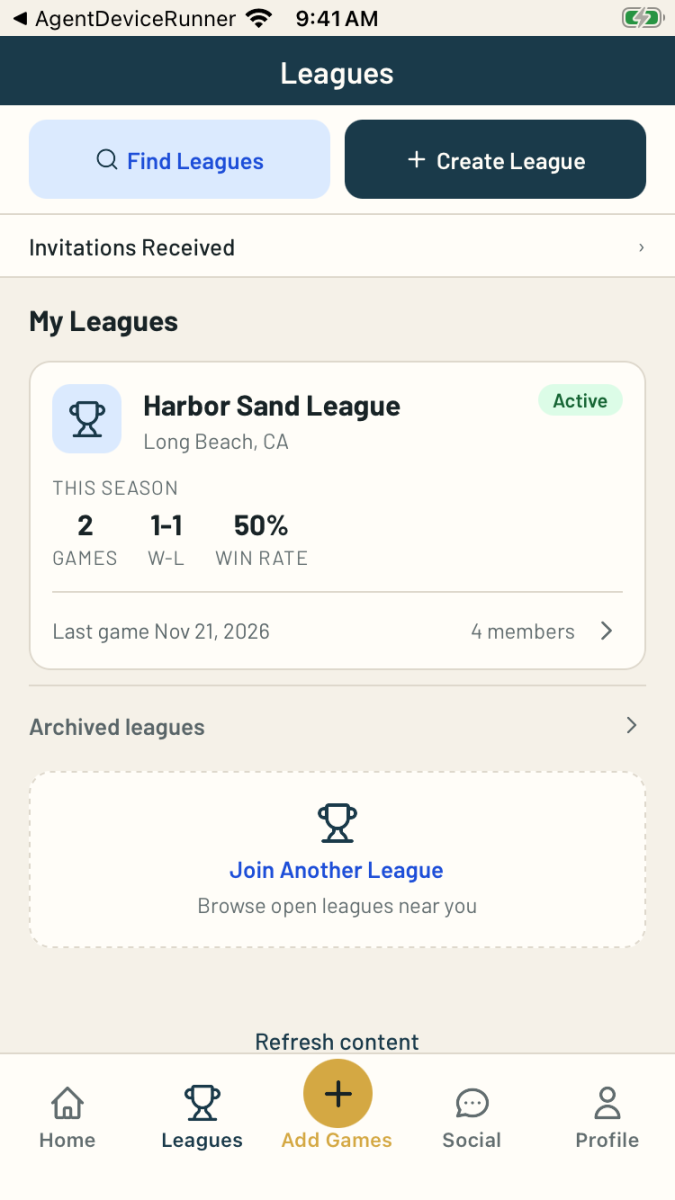 AgentDeviceRunner 9:41 AM
Leagues
Find Leagues
Create League
Invitations Received
My Leagues
Harbor Sand League
Active
Long Beach, CA
THIS SEASON
2 1-1 50%
GAMES W-L WIN RATE
Last game Nov 21, 2026 4 members
Archived leagues
Join Another League
Browse open leagues near you
Refresh content
Home Leagues Add Games Social Profile